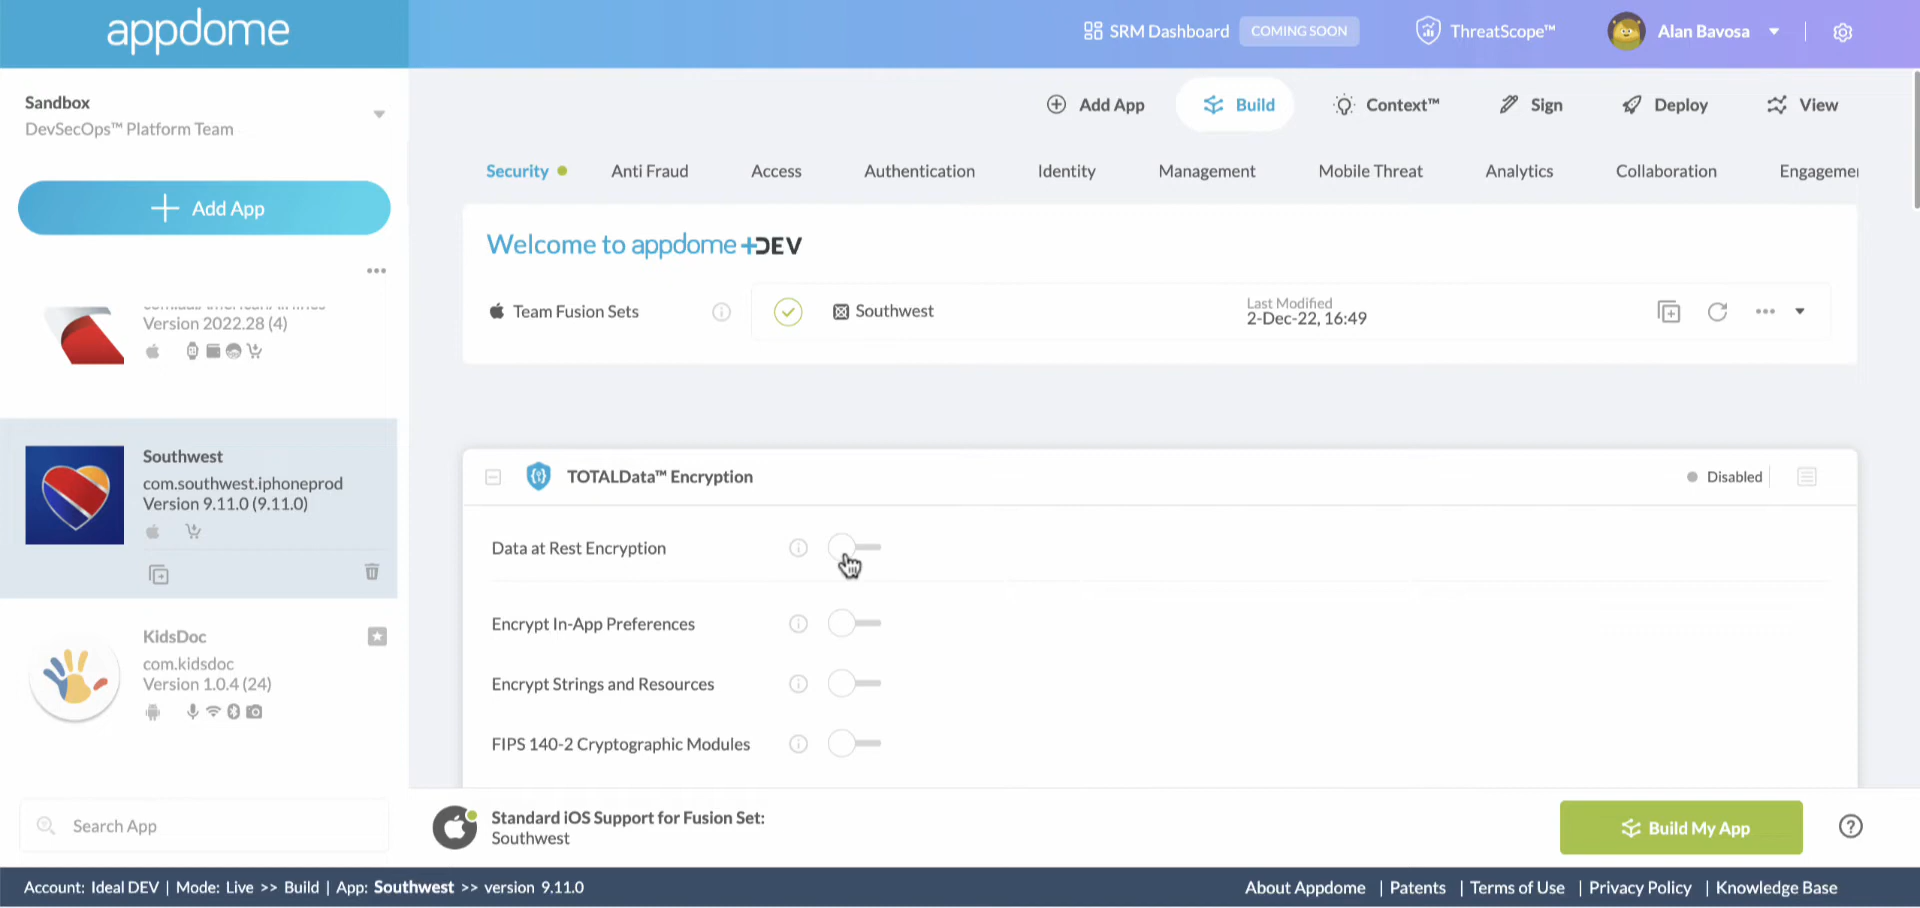 appdome
SRM Dashboard COMING SOON
ThreatScope™
Alan Bavosa
Sandbox
DevSecOps™ Platform Team
Add App
Build
Context™
Sign
Deploy
View
Security
Anti Fraud
Access
Authentication
Identity
Management
Mobile Threat
Analytics
Collaboration
Add App
Welcome to appdome+DEV
Team Fusion Sets
Southwest
Last Modified
2-Dec-22, 16:49
Version 2022.28 (4)
Southwest
com.southwest.iphoneprod
Version 9.11.0 (9.11.0)
TOTALData™ Encryption
Disabled
Data at Rest Encryption
Encrypt In-App Preferences
Encrypt Strings and Resources
FIPS 140-2 Cryptographic Modules
KidsDoc
com.kidsdoc
Version 1.0.4 (24)
Search App
Standard iOS Support for Fusion Set:
Southwest
Build My App
Account: Ideal DEV | Mode: Live >> Build | App: Southwest >> version 9.11.0
About Appdome | Patents | Terms of Use | Privacy Policy | Knowledge Base